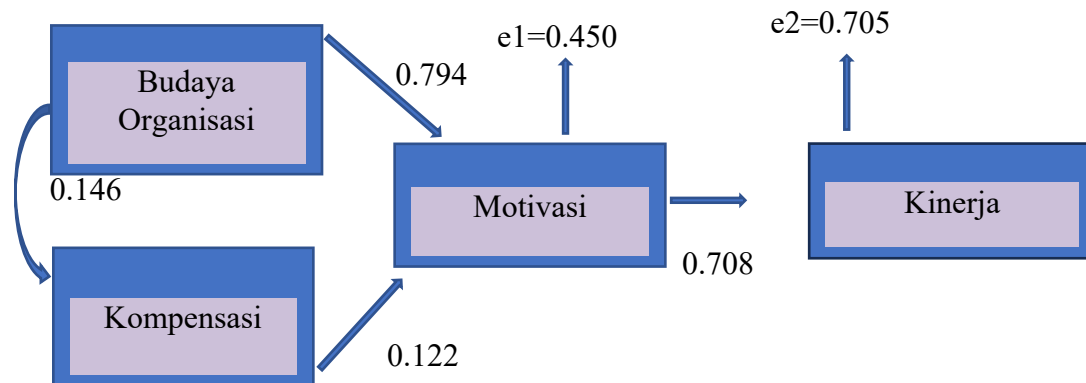 Budaya
Organisasi
0.794
e1=0.450
e2=0.705
0.146
Motivasi
Kinerja
0.708
Kompensasi
0.122